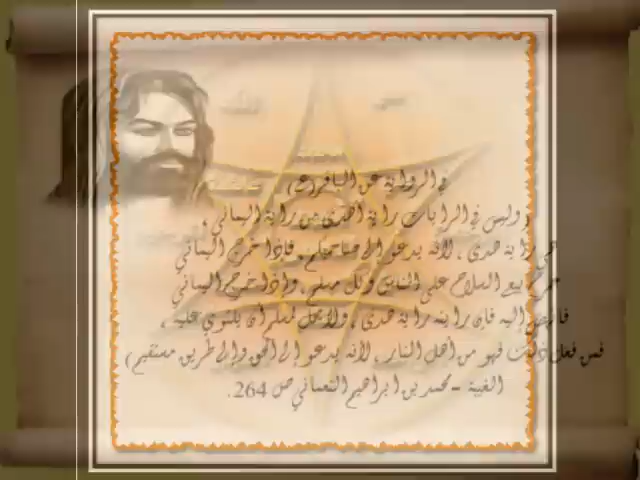 في الرواية عن الباقر(ع)
(وليس في الرايات راية أهدى من راية اليماني ،
هي راية هدى ، لأنه يدعو إلى صاحبكم ، فإذا خرج اليماني
حرم بيع السلاح على الناس وكل مسلم ، وإذا خرج اليماني
فانهض إليه فإن رايته راية هدى ، ولا يحل لمسلم أن يلتوي عليه ،
فمن فعل ذلك فهو من أهل النار ، لأنه يدعو إلى الحق وإلى طريق مستقيم)
الغيبة - محمد بن ابراهيم النعماني ص 264.